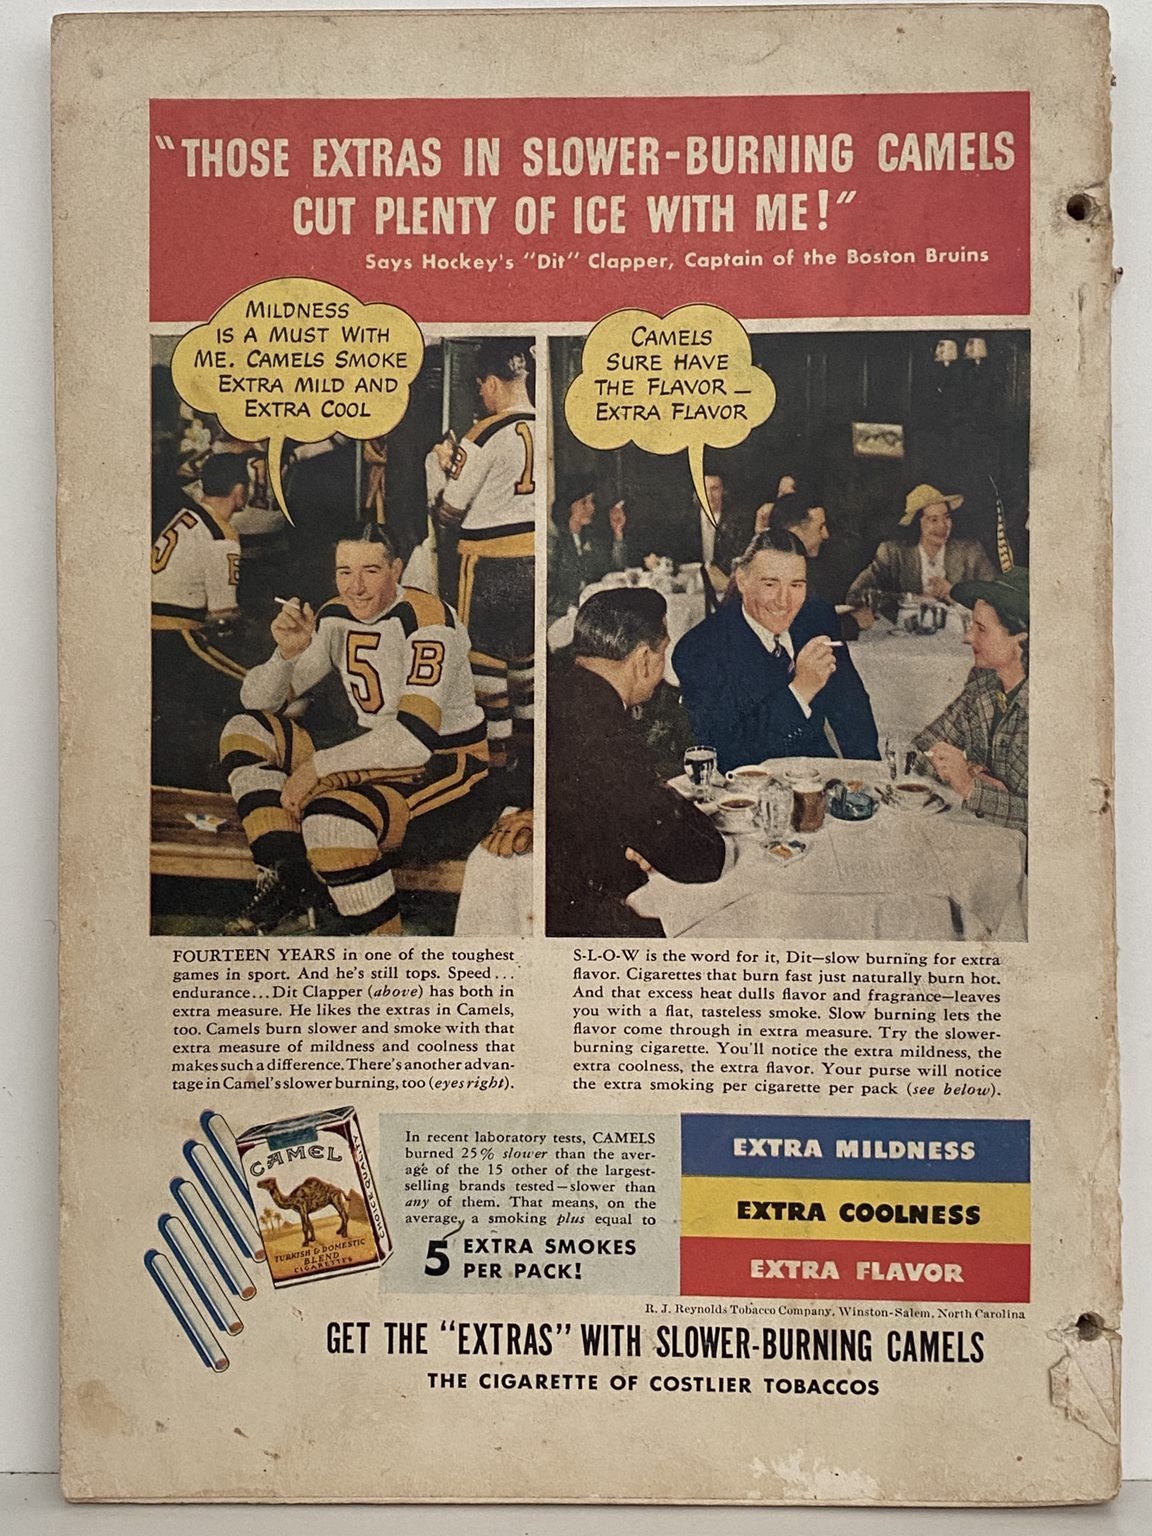 "THOSE EXTRAS IN SLOWER-BURNING CAMELS
CUT PLENTY OF ICE WITH ME!"
Says Hockey's "Dit" Clapper, Captain of the Boston Bruins
MILDNESS
IS A MUST WITH
ME. CAMELS SMOKE
EXTRA MILD AND
EXTRA COOL
CAMELS
SURE HAVE
THE FLAVOR —
EXTRA FLAVOR
5
B
1
5
B
FOURTEEN YEARS in one of the toughest
games in sport. And he's still tops. Speed...
endurance...Dit Clapper (above) has both in
extra measure. He likes the extras in Camels,
too. Camels burn slower and smoke with that
extra measure of mildness and coolness that
makes such a difference. There's another advan-
tage in Camel's slower burning, too (eyes right).
S-L-O-W is the word for it, Dit—slow burning for extra
flavor. Cigarettes that burn fast just naturally burn hot.
And that excess heat dulls flavor and fragrance—leaves
you with a flat, tasteless smoke. Slow burning lets the
flavor come through in extra measure. Try the slower-
burning cigarette. You'll notice the extra mildness, the
extra coolness, the extra flavor. Your purse will notice
the extra smoking per cigarette per pack (see below).
CAMEL
TURKISH & DOMESTIC
BLEND
CIGARETTES
CHOICE QUALITY
In recent laboratory tests, CAMELS
burned 25% slower than the aver-
age of the 15 other of the largest-
selling brands tested—slower than
any of them. That means, on the
average, a smoking plus equal to
5 EXTRA SMOKES
PER PACK!
EXTRA MILDNESS
EXTRA COOLNESS
EXTRA FLAVOR
R. J. Reynolds Tobacco Company, Winston-Salem, North Carolina
GET THE "EXTRAS" WITH SLOWER-BURNING CAMELS
THE CIGARETTE OF COSTLIER TOBACCOS